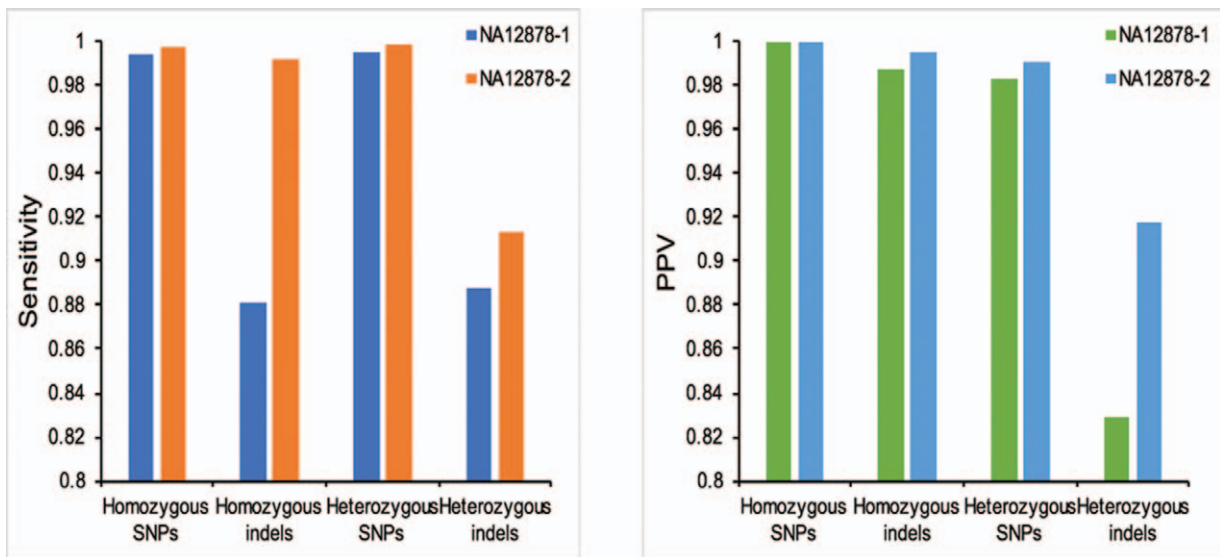 Sensitivity
1
0.98
0.96
0.94
0.92
0.9
0.88
0.86
0.84
0.82
0.8
NA12878-1
NA12878-2
Homozygous Homozygous Heterozygous Heterozygous
SNPs indels SNPs indels
PPV
1
0.98
0.96
0.94
0.92
0.9
0.88
0.86
0.84
0.82
0.8
NA12878-1
NA12878-2
Homozygous Homozygous Heterozygous Heterozygous
SNPs indels SNPs indels